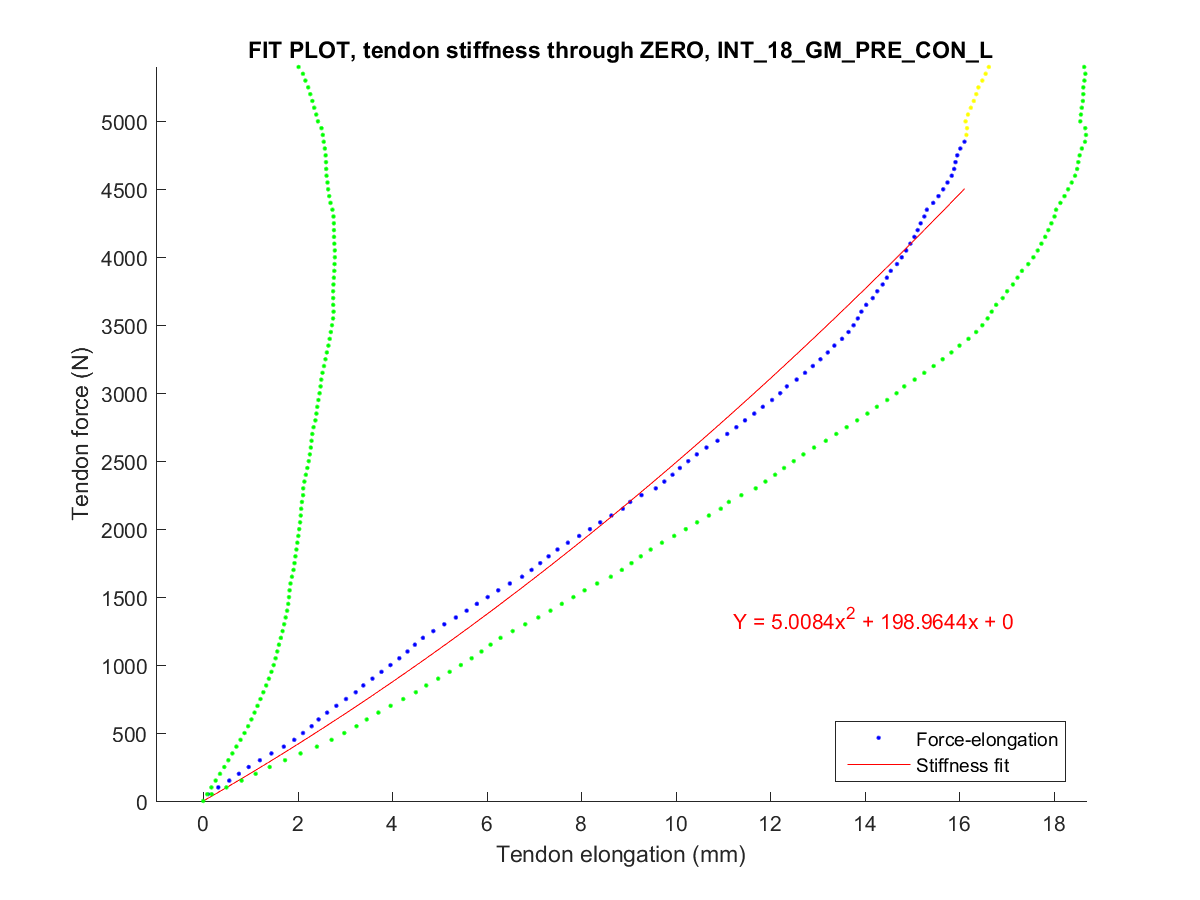 FIT PLOT, tendon stiffness through ZERO, INT_18_GM_PRE_CON_L
5000
4500
4000
3500
3000
2500
2000
1500
1000
500
0
Tendon force (N)
Y = 5.0084x² + 198.9644x + 0
Force-elongation
Stiffness fit
0 2 4 6 8 10 12 14 16 18
Tendon elongation (mm)